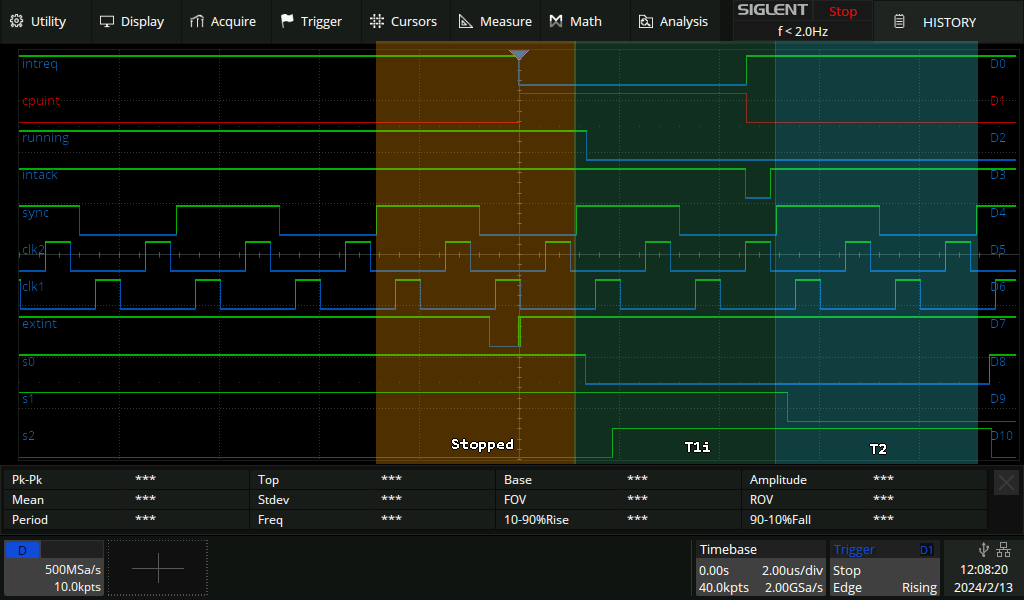 Utility Display Acquire Trigger Cursors Measure Math Analysis SIGLENT Stop HISTORY
f < 2.0Hz
intreq D0
cpuint D1
running D2
intack D3
sync D4
clk2 D5
clk1 D6
extint D7
s0 D8
s1 D9
s2 D10
Stopped T1i T2
Pk-Pk *** Top *** Base *** Amplitude ***
Mean *** Stdev *** FOV *** ROV ***
Period *** Freq *** 10-90%Rise *** 90-10%Fall ***
D Timebase Trigger D1
500MSa/s 0.00s 2.00us/div Stop 12:08:20
10.0kpts 40.0kpts 2.00GSa/s Edge Rising 2024/2/13